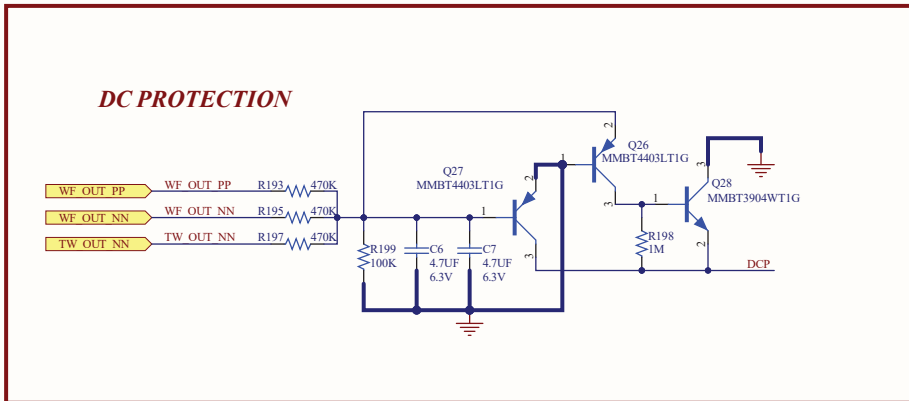 DC PROTECTION
2
Q26
MMBT4403LT1G
1
3
Q27
MMBT4403LT1G
2
1
3
3
Q28
MMBT3904WT1G
1
2
WF_OUT_PP WF_OUT_PP R193 470K
WF_OUT_NN WF_OUT_NN R195 470K
TW_OUT_NN TW_OUT_NN R197 470K
R199
100K
C6
4.7UF
6.3V
C7
4.7UF
6.3V
R198
1M
DCP